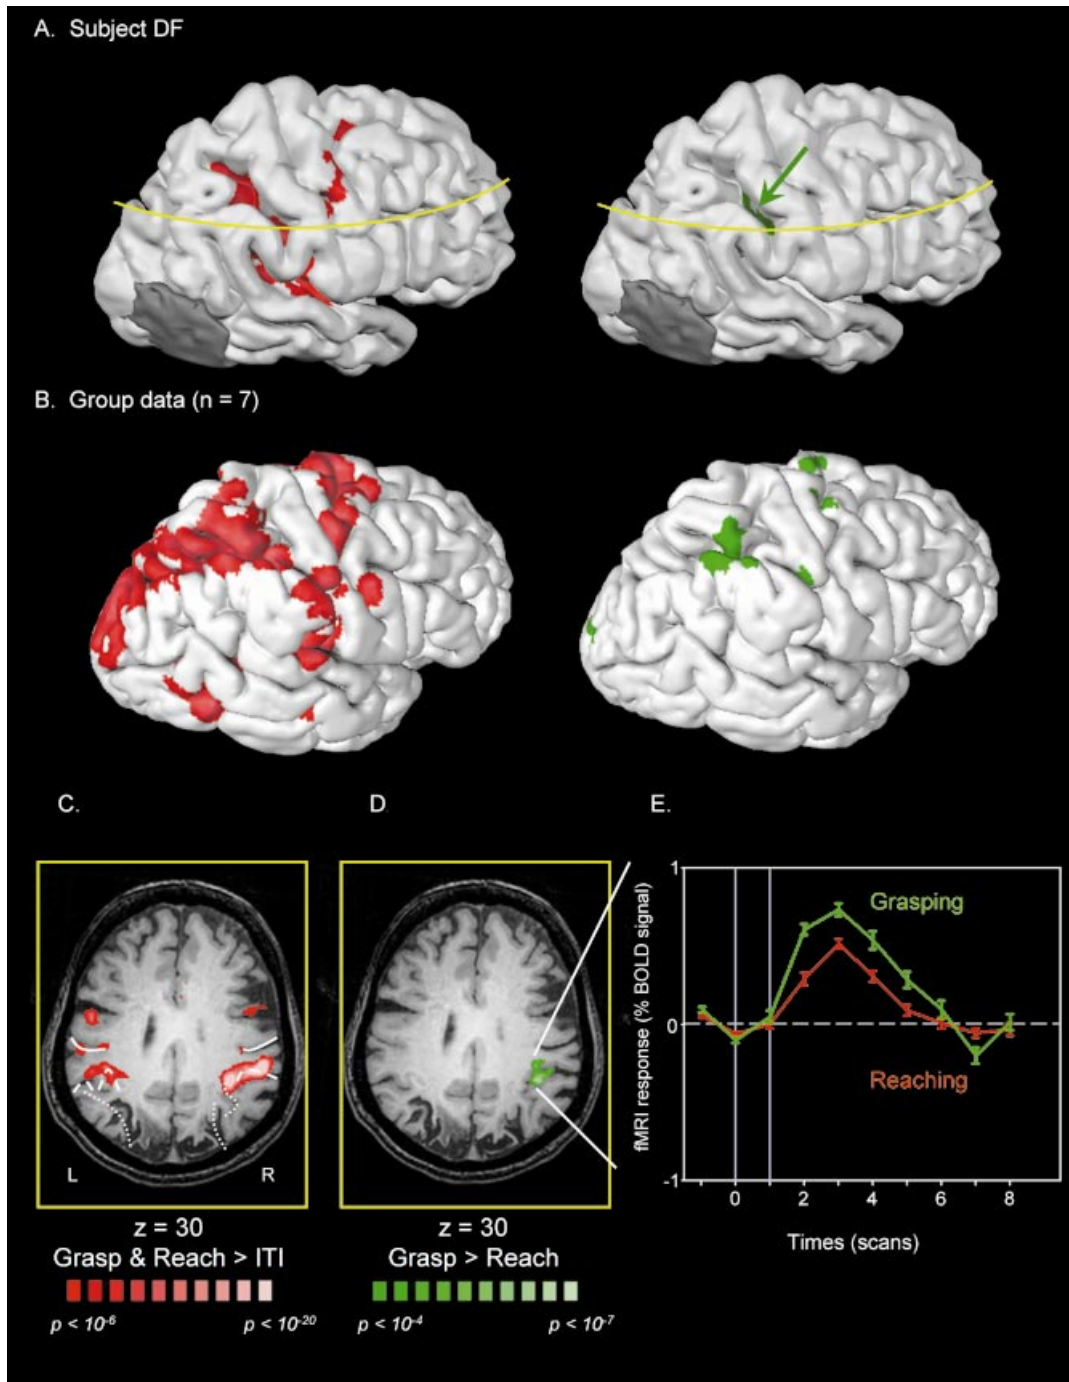 A. Subject DF
B. Group data (n = 7)
C.
D.
E.
1
Grasping
0
Reaching
-1
fMRI response (% BOLD signal)
0 2 4 6 8
Times (scans)
L R
z = 30
Grasp & Reach > ITI
p < 10-6 p < 10-20
z = 30
Grasp > Reach
p < 10-4 p < 10-7